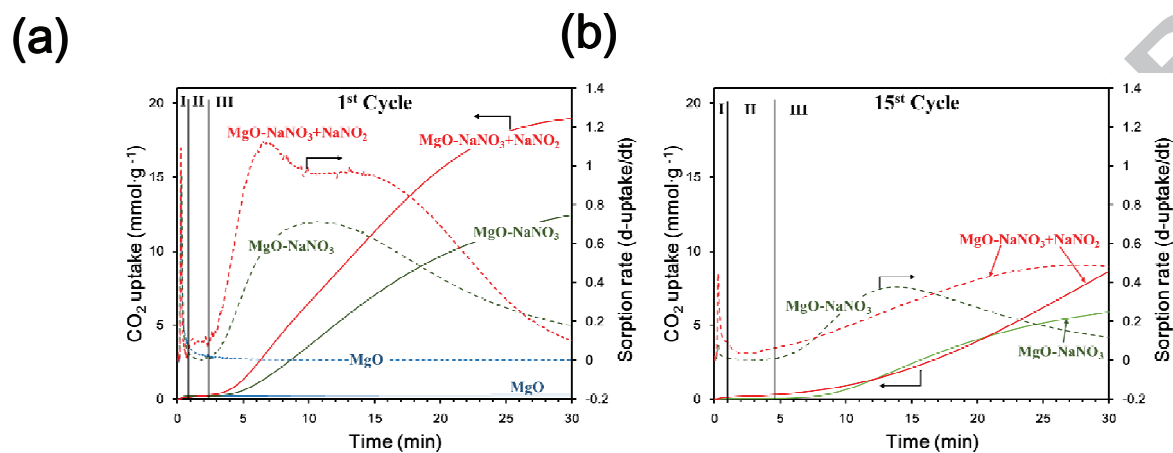 (a)
(b)
I II III
1st Cycle
MgO-NaNO3+NaNO2
MgO-NaNO3+NaNO2
MgO-NaNO3
MgO-NaNO3
MgO
MgO
CO2 uptake (mmol·g-1)
20
15
10
5
0
Sorption rate (d-uptake/dt)
1.4
1.2
1
0.8
0.6
0.4
0.2
0
-0.2
0 5 10 15 20 25 30
Time (min)
I II III
15st Cycle
MgO-NaNO3+NaNO2
MgO-NaNO3
MgO-NaNO3
CO2 uptake (mmol·g-1)
20
15
10
5
0
Sorption rate (d-uptake/dt)
1.4
1.2
1
0.8
0.6
0.4
0.2
0
-0.2
0 5 10 15 20 25 30
Time (min)